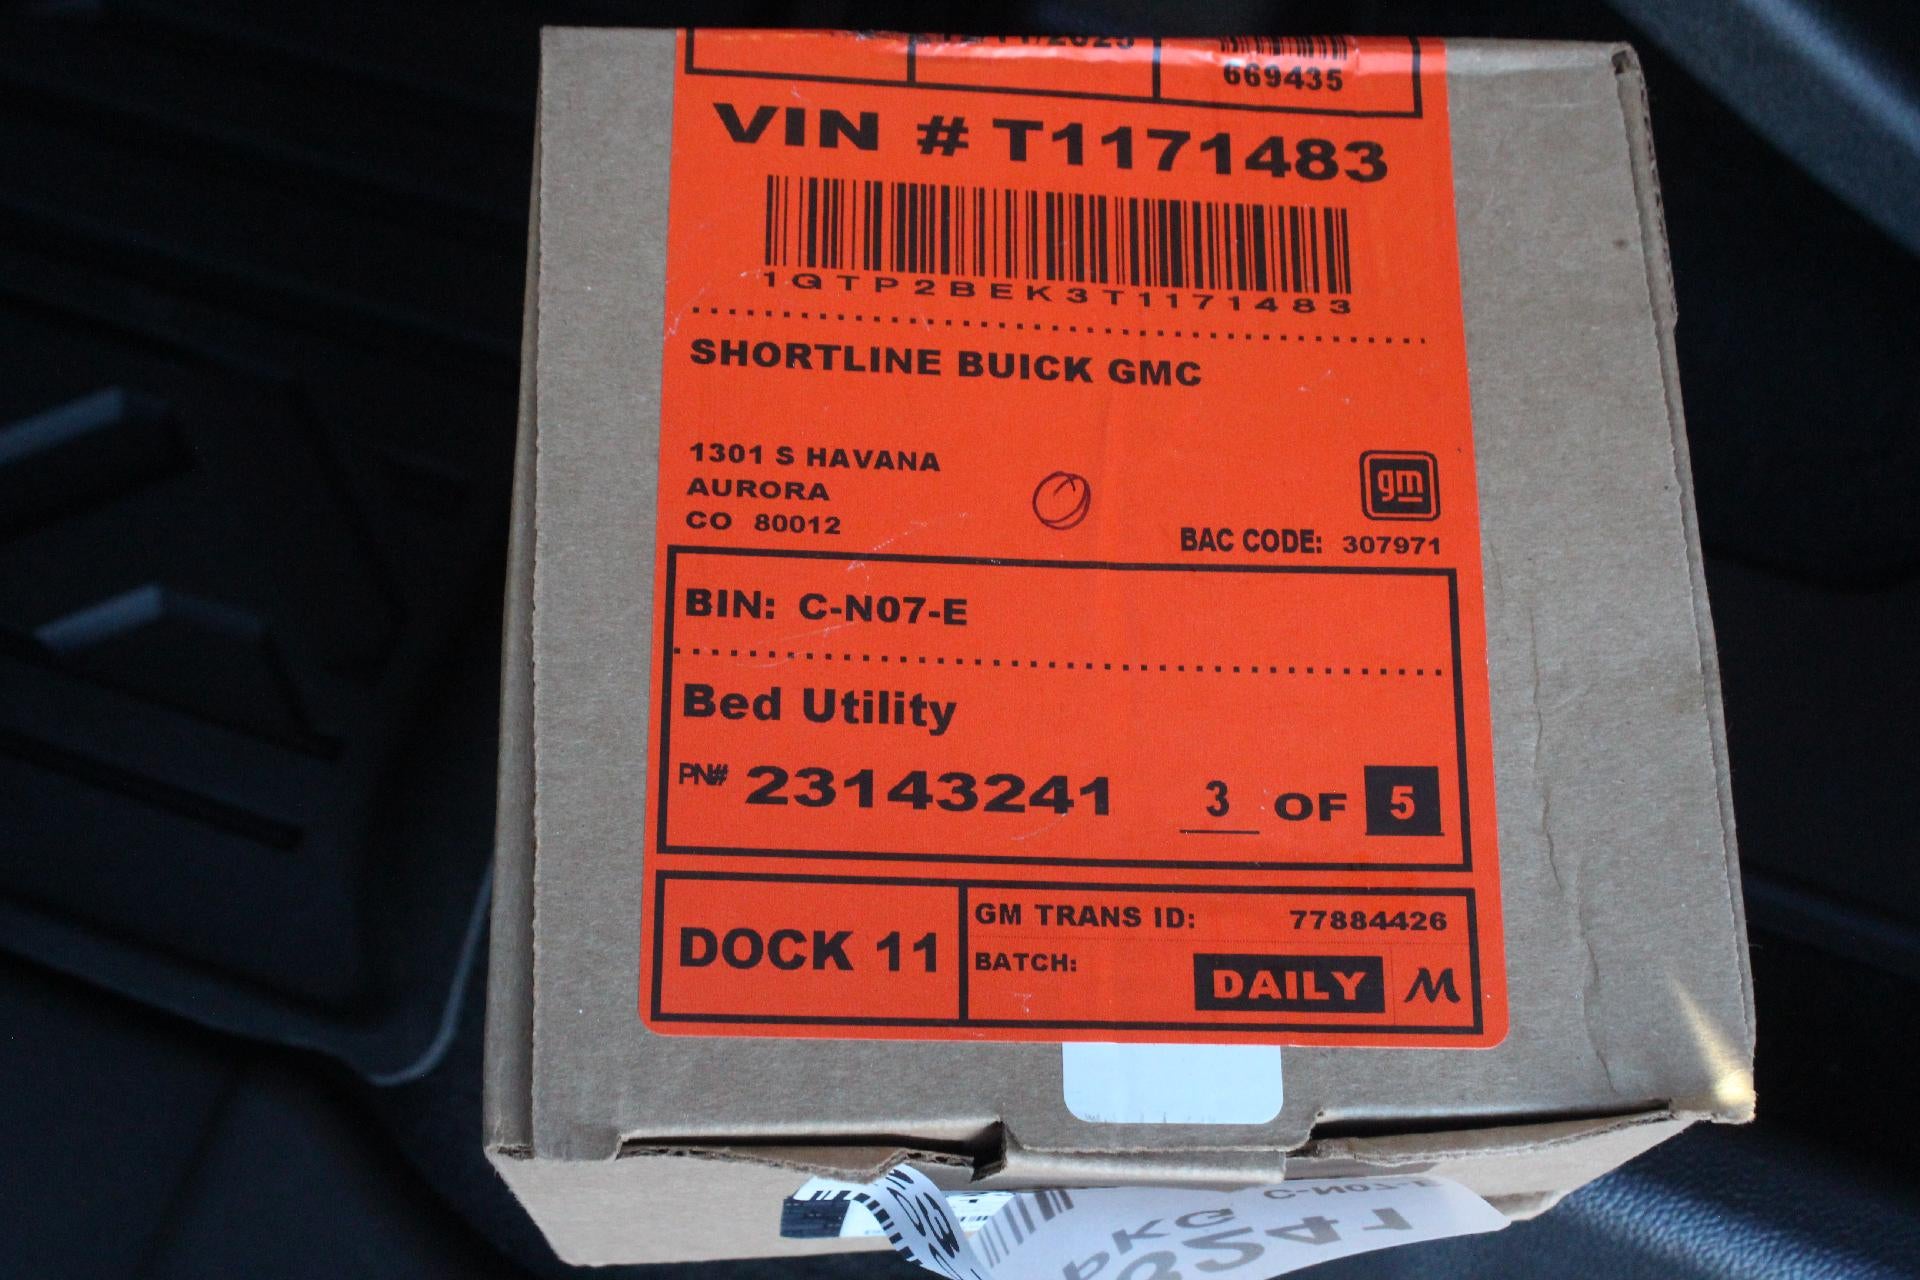 669435
VIN # T1171483
1GTP2BEK3T1171483
SHORTLINE BUICK GMC
1301 S HAVANA
AURORA
CO 80012
gm
BAC CODE: 307971
BIN: C-N07-E
Bed Utility
PN# 23143241 3 OF 5
DOCK 11
GM TRANS ID: 77884426
BATCH: DAILY M
PKG